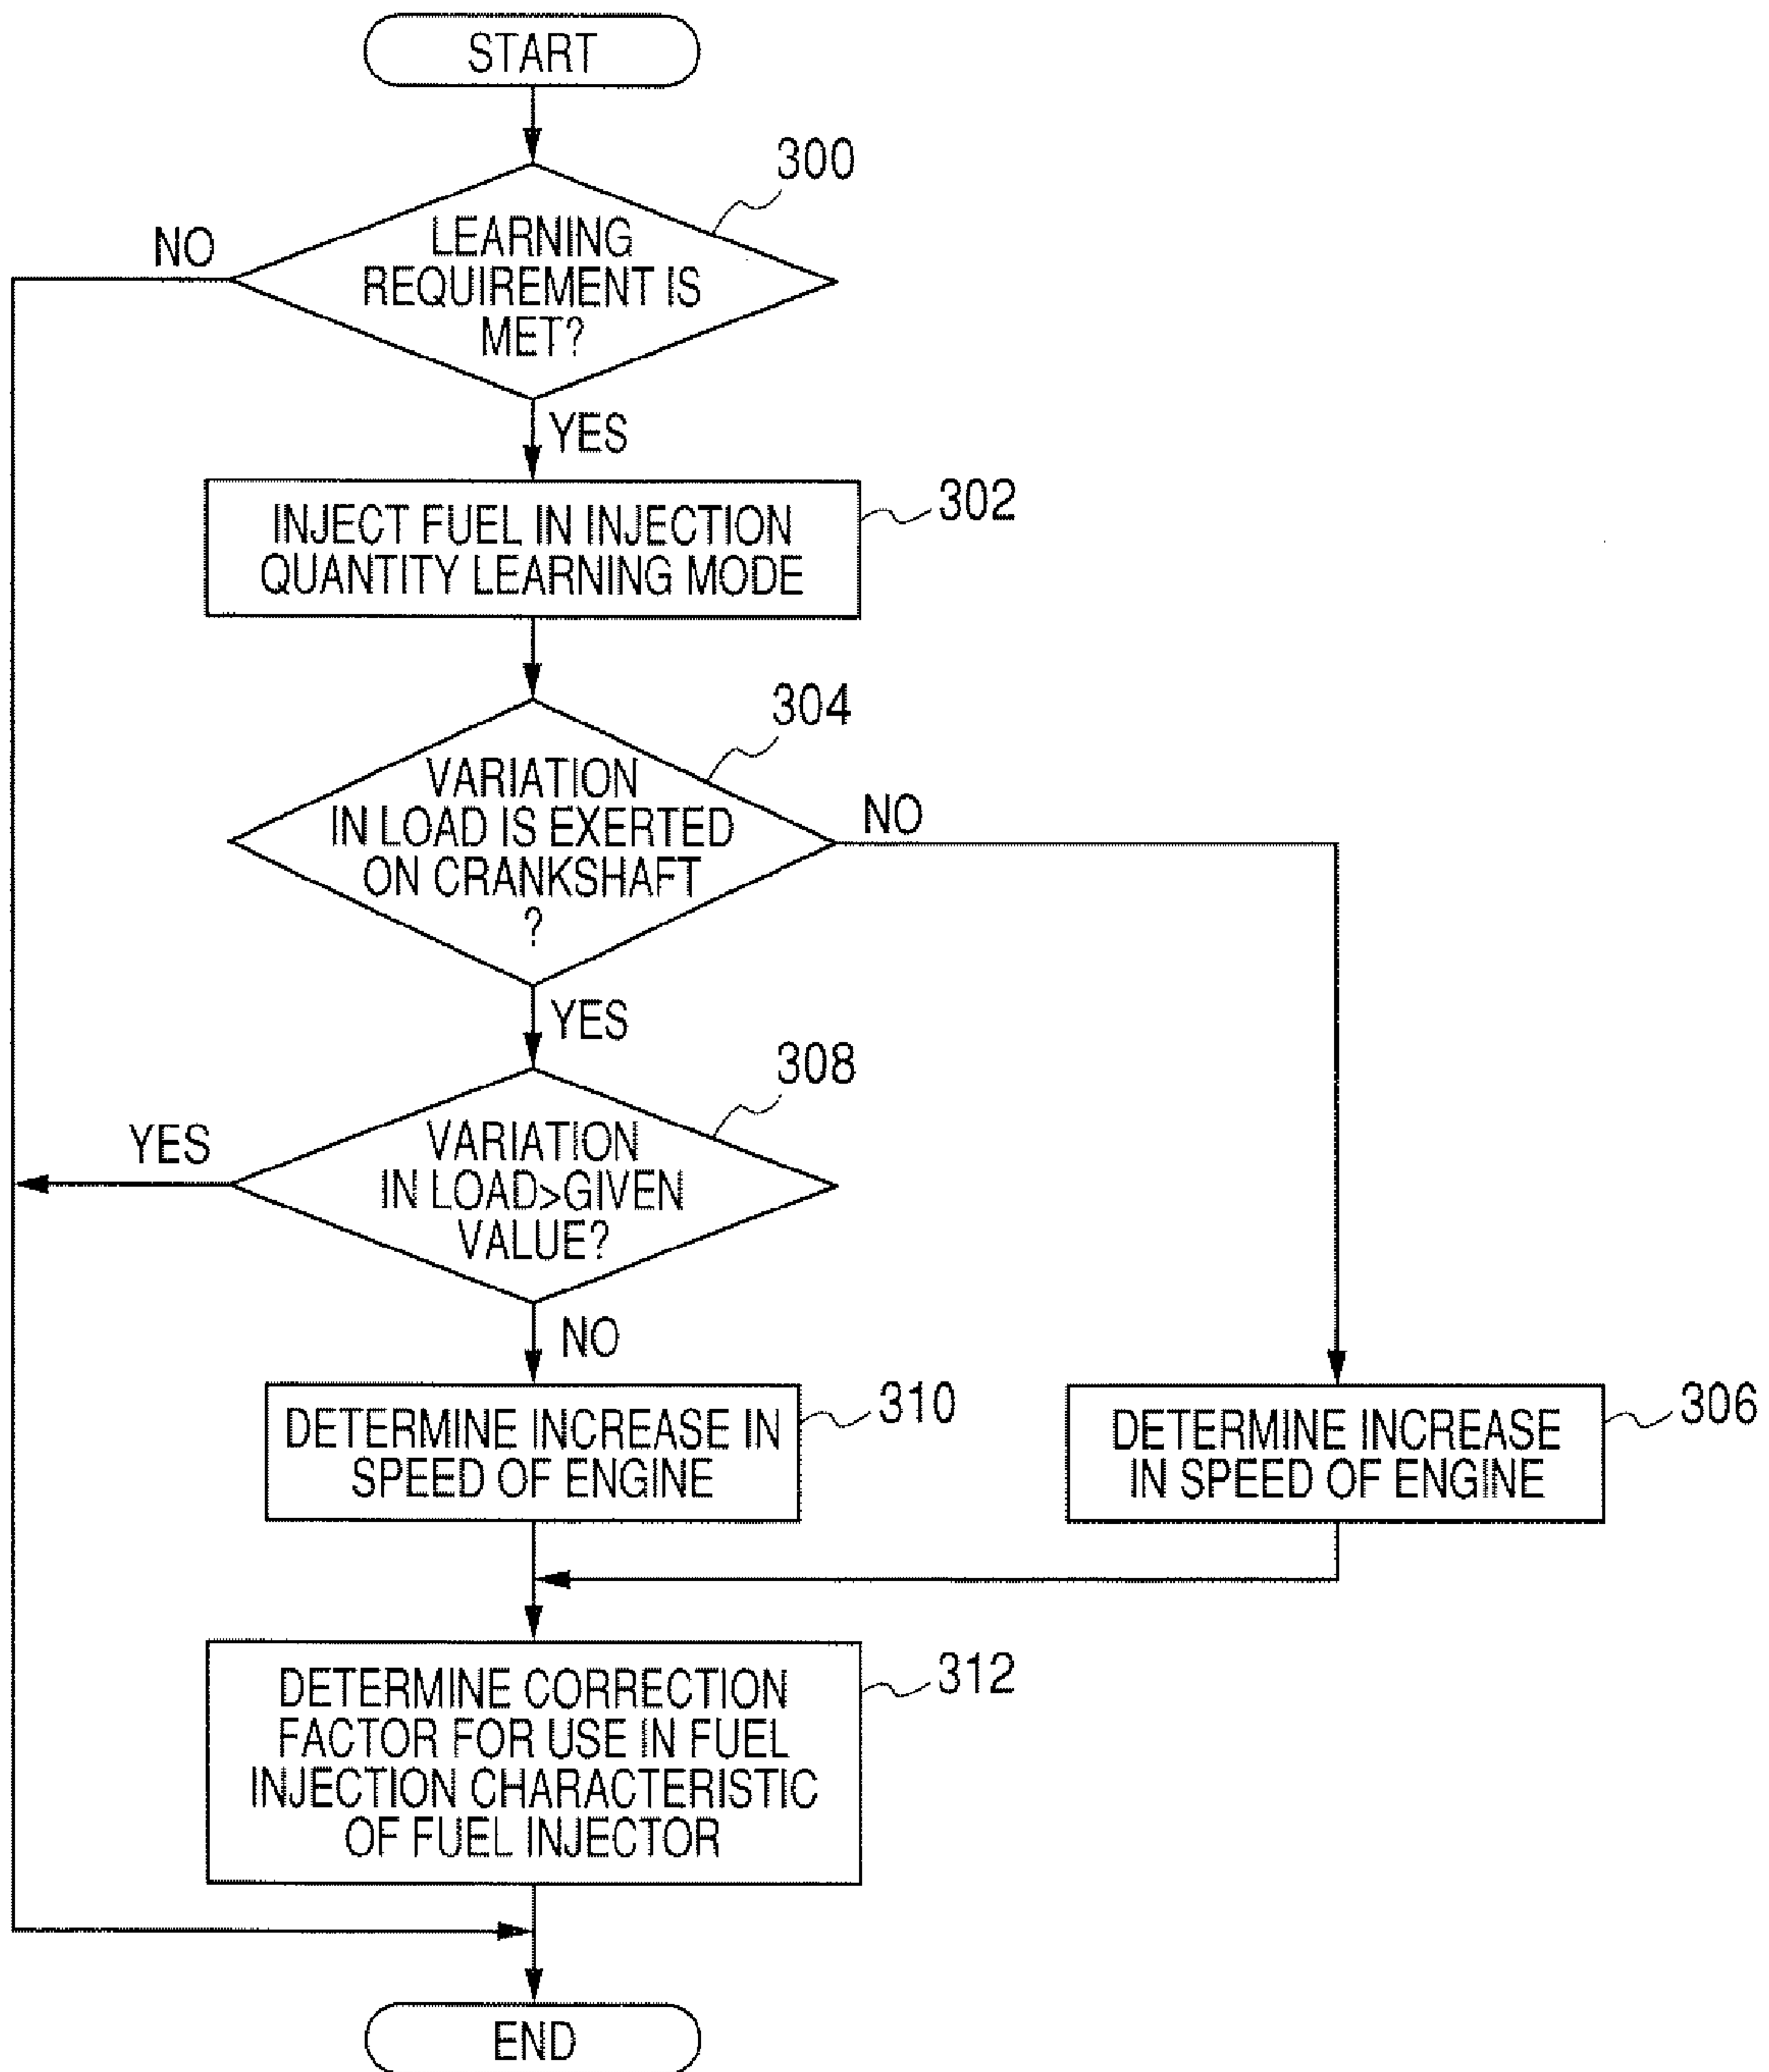 START
300
LEARNING
REQUIREMENT IS
MET?
NO
YES
302
INJECT FUEL IN INJECTION
QUANTITY LEARNING MODE
304
VARIATION
IN LOAD IS EXERTED
ON CRANKSHAFT
?
NO
YES
308
VARIATION
IN LOAD>GIVEN
VALUE?
YES
NO
310
DETERMINE INCREASE IN
SPEED OF ENGINE
306
DETERMINE INCREASE
IN SPEED OF ENGINE
312
DETERMINE CORRECTION
FACTOR FOR USE IN FUEL
INJECTION CHARACTERISTIC
OF FUEL INJECTOR
END